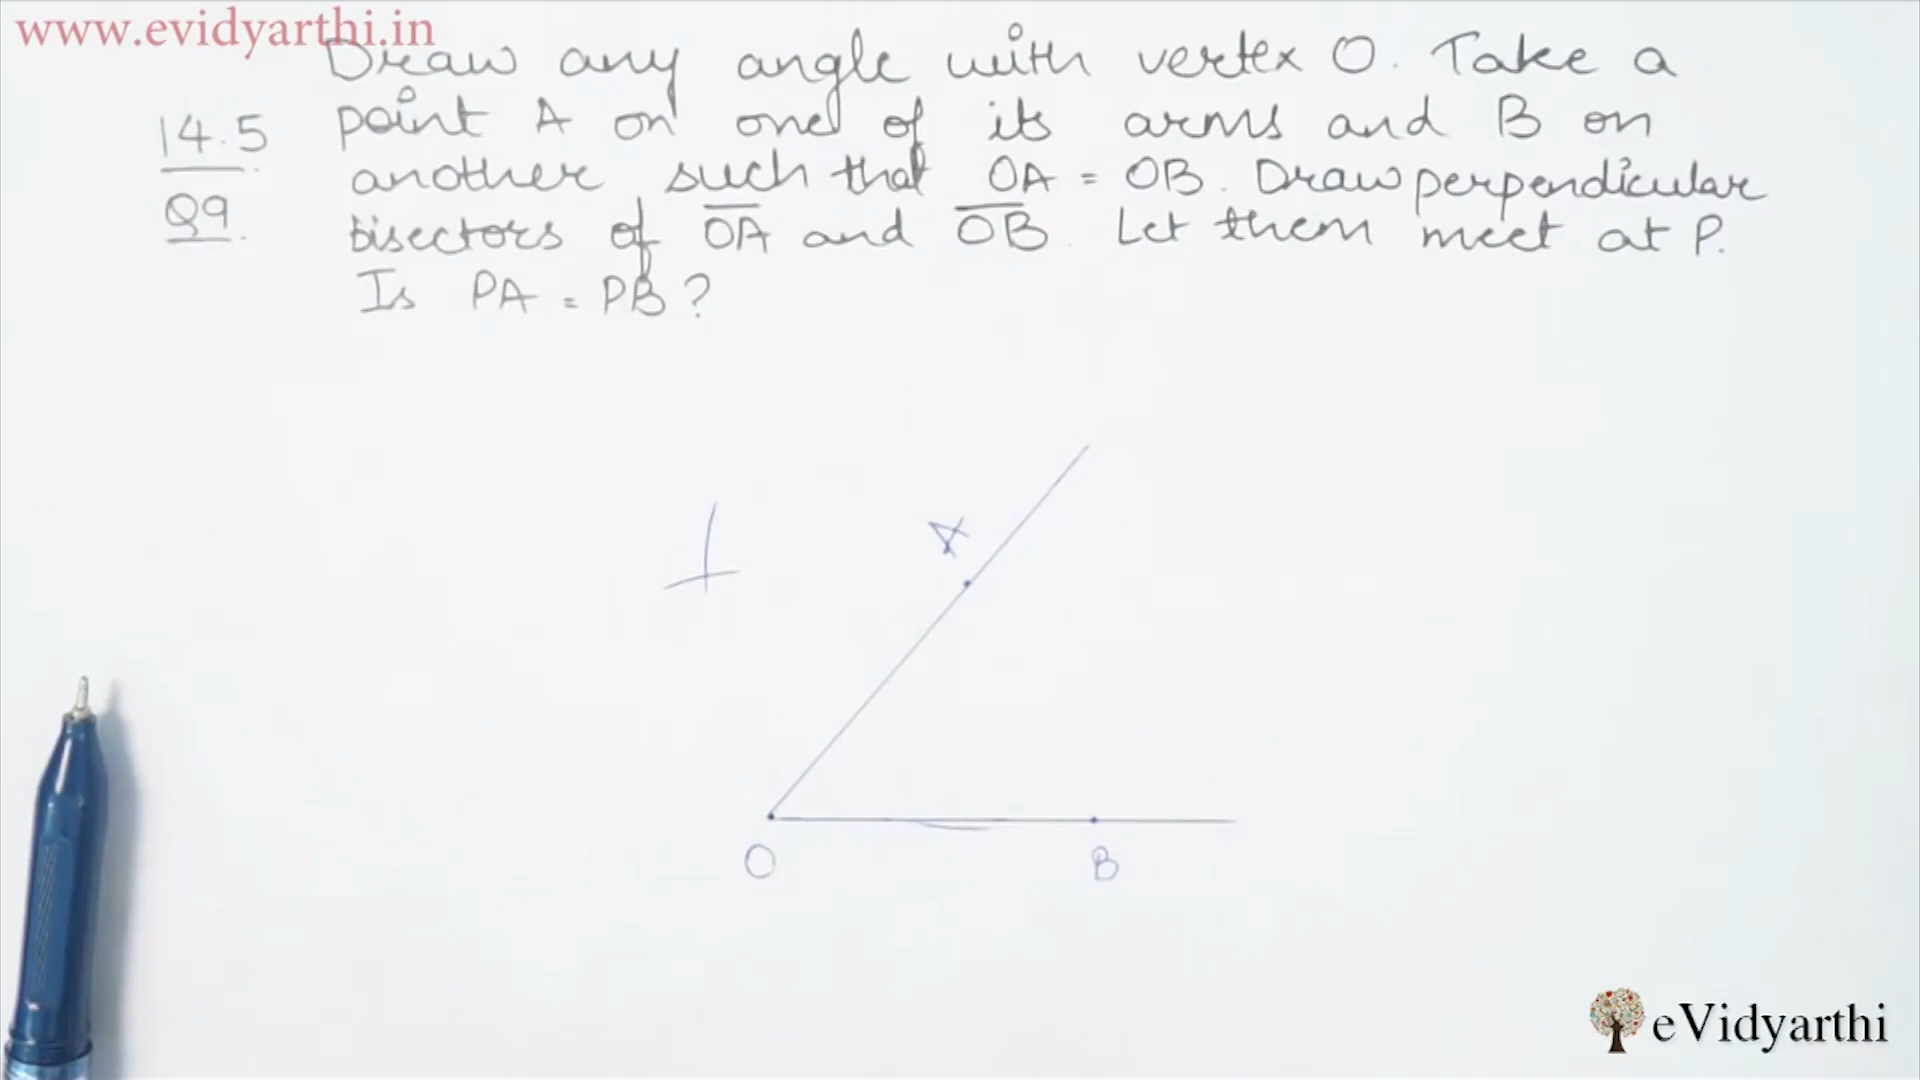 www.evidyarthi.in
Draw any angle with vertex O. Take a
14.5 point A on one of its arms and B on
another such that OA = OB. Draw perpendicular
Q9. bisectors of O̅A̅ and O̅B̅. Let them meet at P.
Is PA = PB?
A
O
B
eVidyarthi